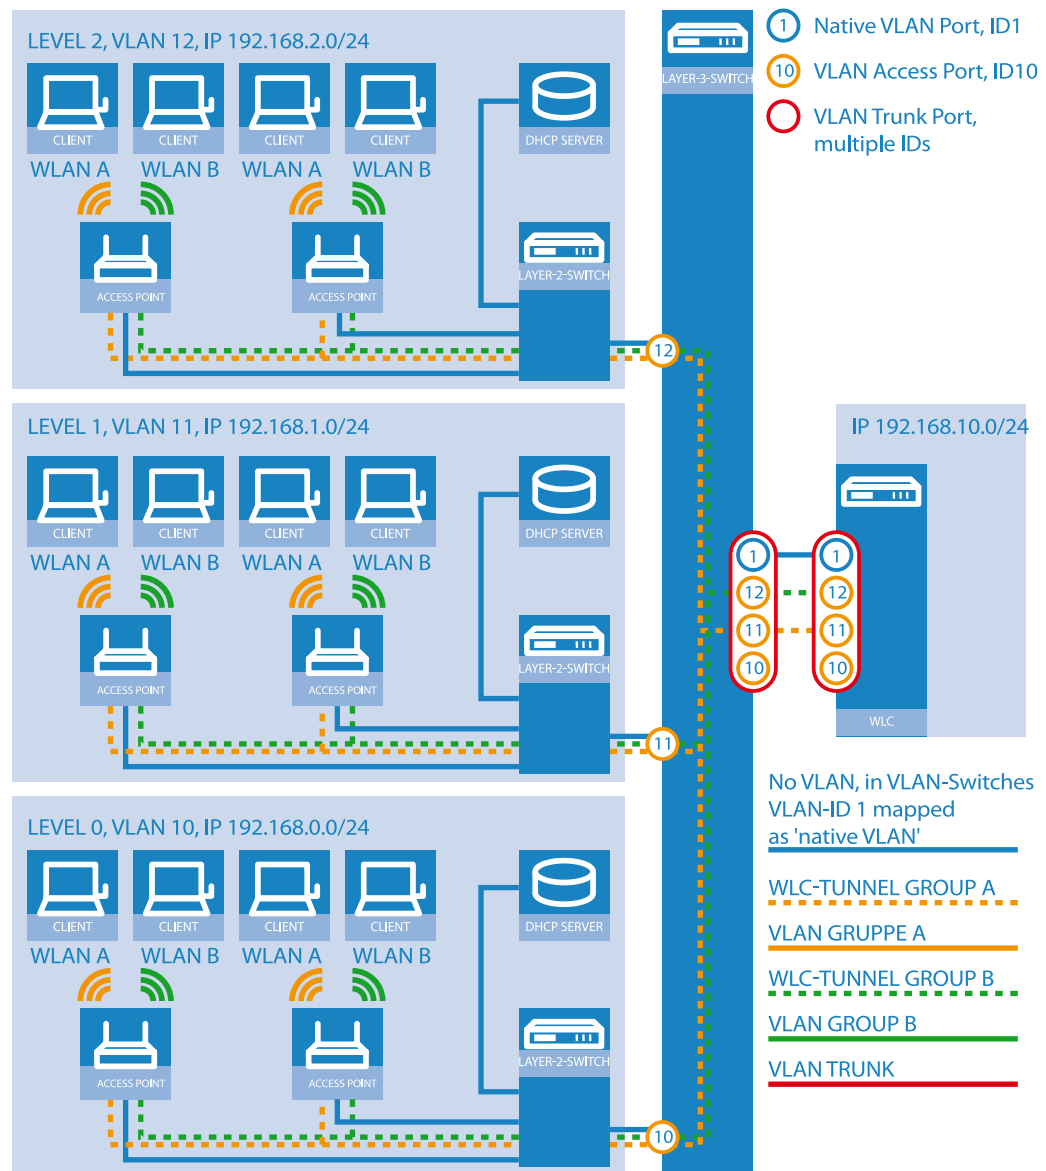 LEVEL 2, VLAN 12, IP 192.168.2.0/24
CLIENT
CLIENT
CLIENT
CLIENT
DHCP SERVER
WLAN A
WLAN B
WLAN A
WLAN B
ACCESS POINT
ACCESS POINT
LAYER-2-SWITCH
12
LEVEL 1, VLAN 11, IP 192.168.1.0/24
CLIENT
CLIENT
CLIENT
CLIENT
DHCP SERVER
WLAN A
WLAN B
WLAN A
WLAN B
ACCESS POINT
ACCESS POINT
LAYER-2-SWITCH
11
LEVEL 0, VLAN 10, IP 192.168.0.0/24
CLIENT
CLIENT
CLIENT
CLIENT
DHCP SERVER
WLAN A
WLAN B
WLAN A
WLAN B
ACCESS POINT
ACCESS POINT
LAYER-2-SWITCH
10
LAYER-3-SWITCH
1
Native VLAN Port, ID1
10
VLAN Access Port, ID10
VLAN Trunk Port,
multiple IDs
IP 192.168.10.0/24
1
1
12
12
11
11
10
10
WLC
No VLAN, in VLAN-Switches
VLAN-ID 1 mapped
as 'native VLAN'
WLC-TUNNEL GROUP A
VLAN GRUPPE A
WLC-TUNNEL GROUP B
VLAN GROUP B
VLAN TRUNK